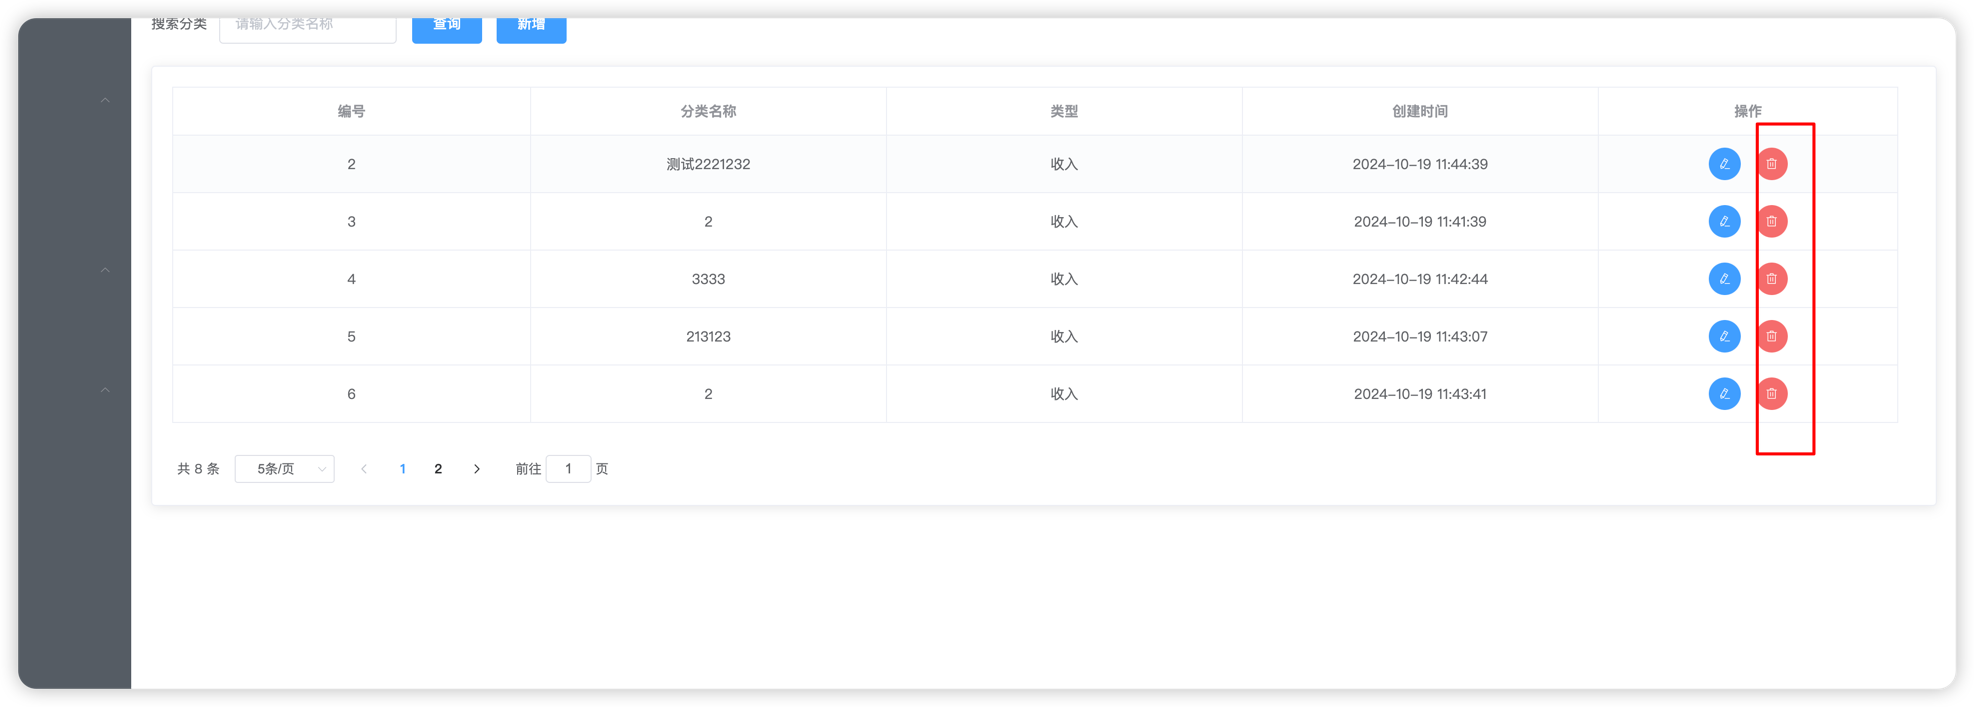 搜索分类 请输入分类名称 查询 新增
编号 分类名称 类型 创建时间 操作
2 测试2221232 收入 2024-10-19 11:44:39
3 2 收入 2024-10-19 11:41:39
4 3333 收入 2024-10-19 11:42:44
5 213123 收入 2024-10-19 11:43:07
6 2 收入 2024-10-19 11:43:41
共 8 条 5条/页 1 2 前往 1 页